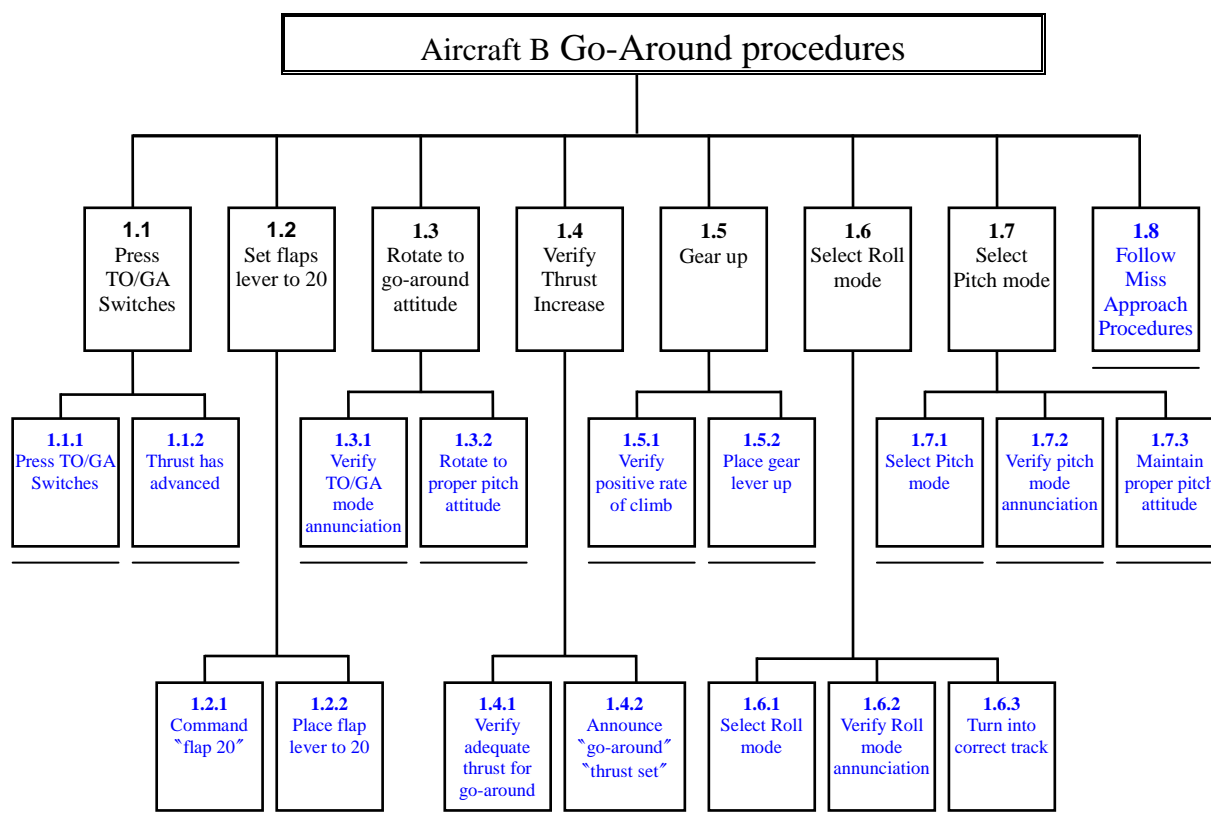 Aircraft B Go-Around procedures
1.1
Press
TO/GA
Switches
1.2
Set flaps
lever to 20
1.3
Rotate to
go-around
attitude
1.4
Verify
Thrust
Increase
1.5
Gear up
1.6
Select Roll
mode
1.7
Select
Pitch mode
1.8
Follow
Miss
Approach
Procedures
1.1.1
Press TO/GA
Switches
1.1.2
Thrust has
advanced
1.3.1
Verify
TO/GA
mode
annunciation
1.3.2
Rotate to
proper pitch
attitude
1.5.1
Verify
positive rate
of climb
1.5.2
Place gear
lever up
1.7.1
Select Pitch
mode
1.7.2
Verify pitch
mode
annunciation
1.7.3
Maintain
proper pitch
attitude
1.2.1
Command
‶flap 20″
1.2.2
Place flap
lever to 20
1.4.1
Verify
adequate
thrust for
go-around
1.4.2
Announce
‶go-around″
‶thrust set″
1.6.1
Select Roll
mode
1.6.2
Verify Roll
mode
annunciation
1.6.3
Turn into
correct track